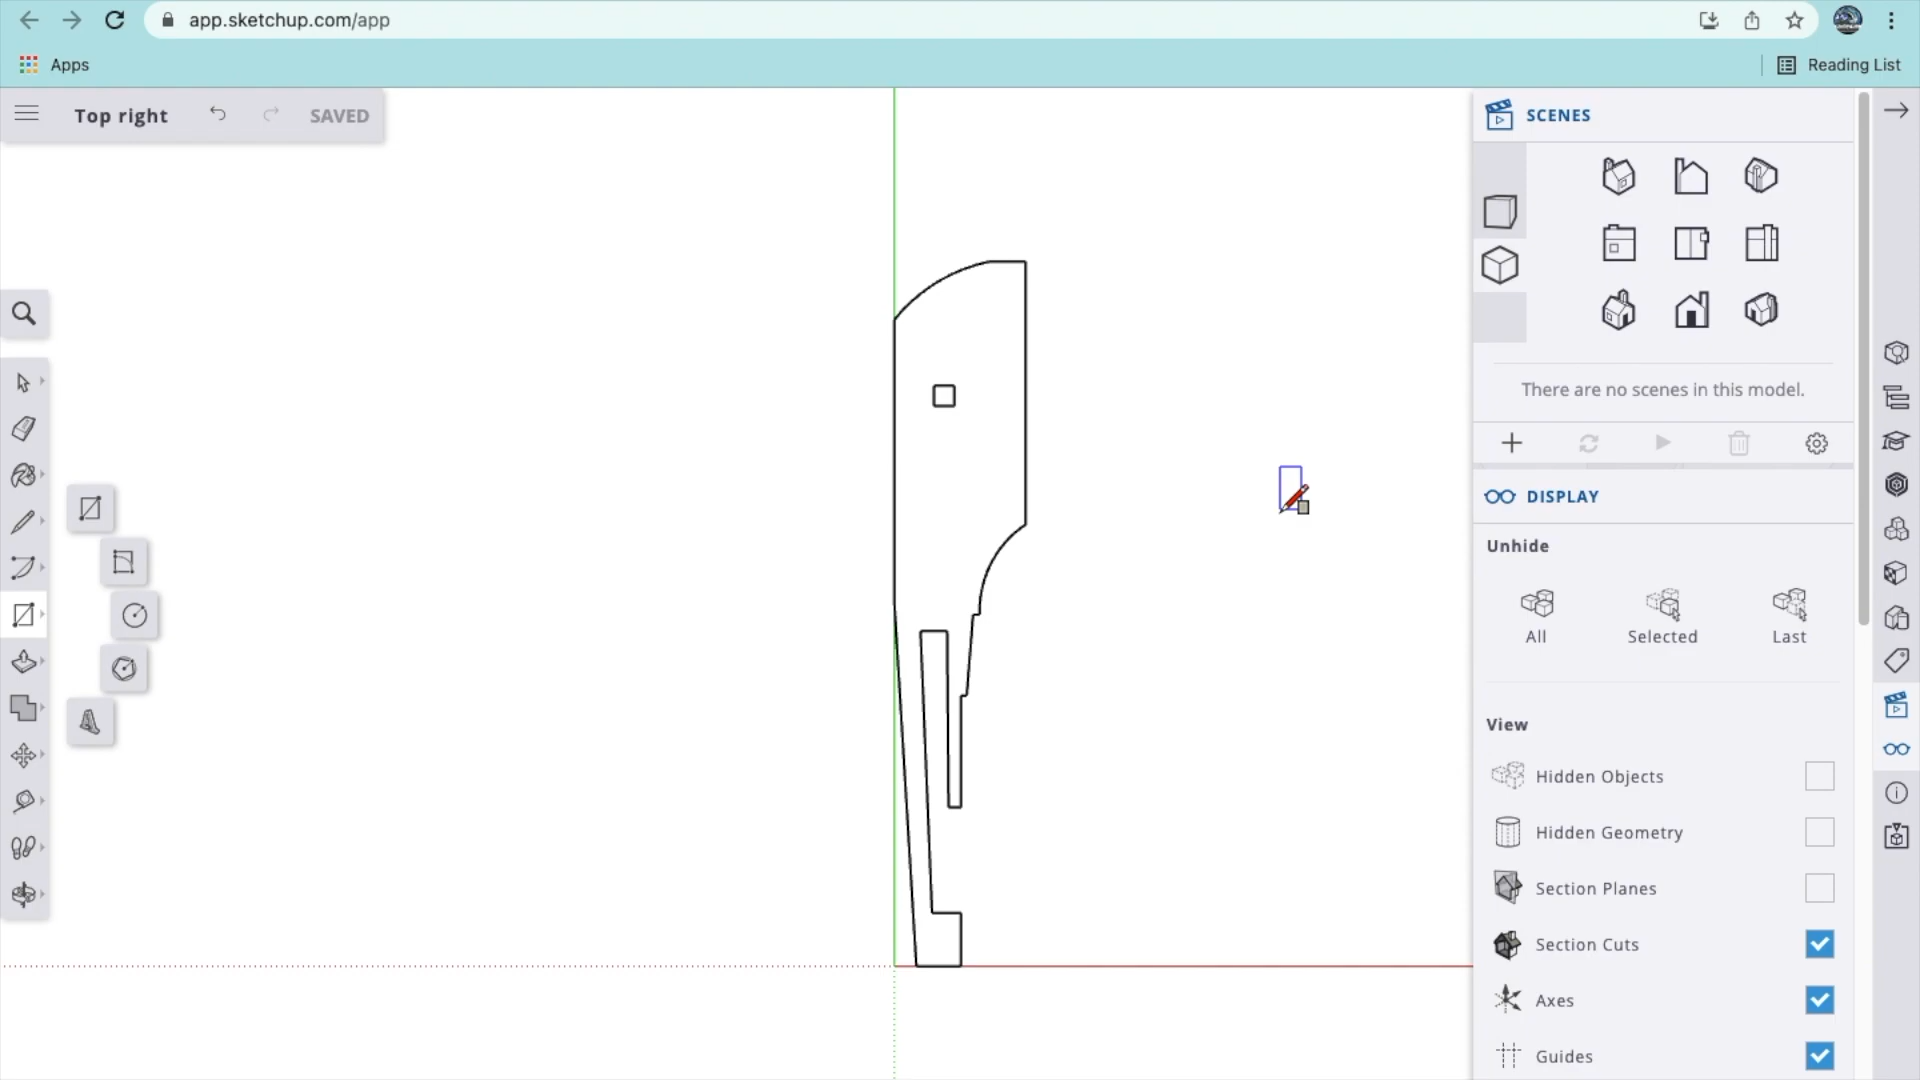 app.sketchup.com/app
Apps
Reading List
Top right
SAVED
SCENES
There are no scenes in this model.
DISPLAY
Unhide
All
Selected
Last
View
Hidden Objects
Hidden Geometry
Section Planes
Section Cuts
Axes
Guides